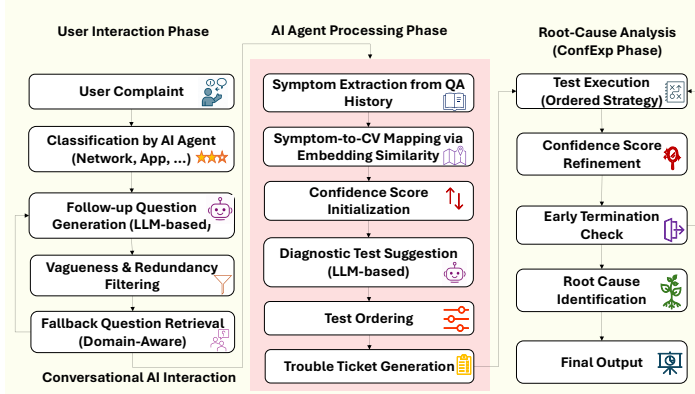 User Interaction Phase
User Complaint
Classification by AI Agent
(Network, App, ...)
Follow-up Question
Generation (LLM-based)
Vagueness & Redundancy
Filtering
Fallback Question Retrieval
(Domain-Aware)
Conversational AI Interaction
AI Agent Processing Phase
Symptom Extraction from QA
History
Symptom-to-CV Mapping via
Embedding Similarity
Confidence Score
Initialization
Diagnostic Test Suggestion
(LLM-based)
Test Ordering
Trouble Ticket Generation
Root-Cause Analysis
(ConfExp Phase)
Test Execution
(Ordered Strategy)
Confidence Score
Refinement
Early Termination
Check
Root Cause
Identification
Final Output